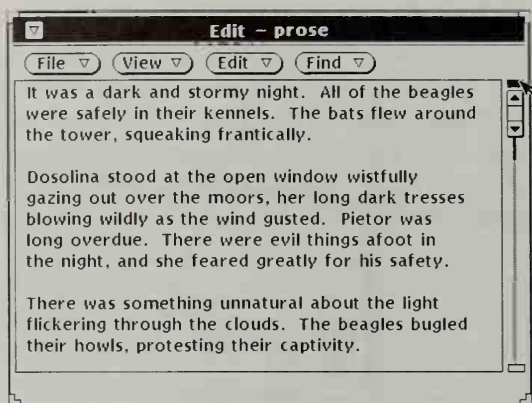 Edit – prose
File View Edit Find
It was a dark and stormy night. All of the beagles
were safely in their kennels. The bats flew around
the tower, squeaking frantically.
Dosolina stood at the open window wistfully
gazing out over the moors, her long dark tresses
blowing wildly as the wind gusted. Pietor was
long overdue. There were evil things afoot in
the night, and she feared greatly for his safety.
There was something unnatural about the light
flickering through the clouds. The beagles bugled
their howls, protesting their captivity.